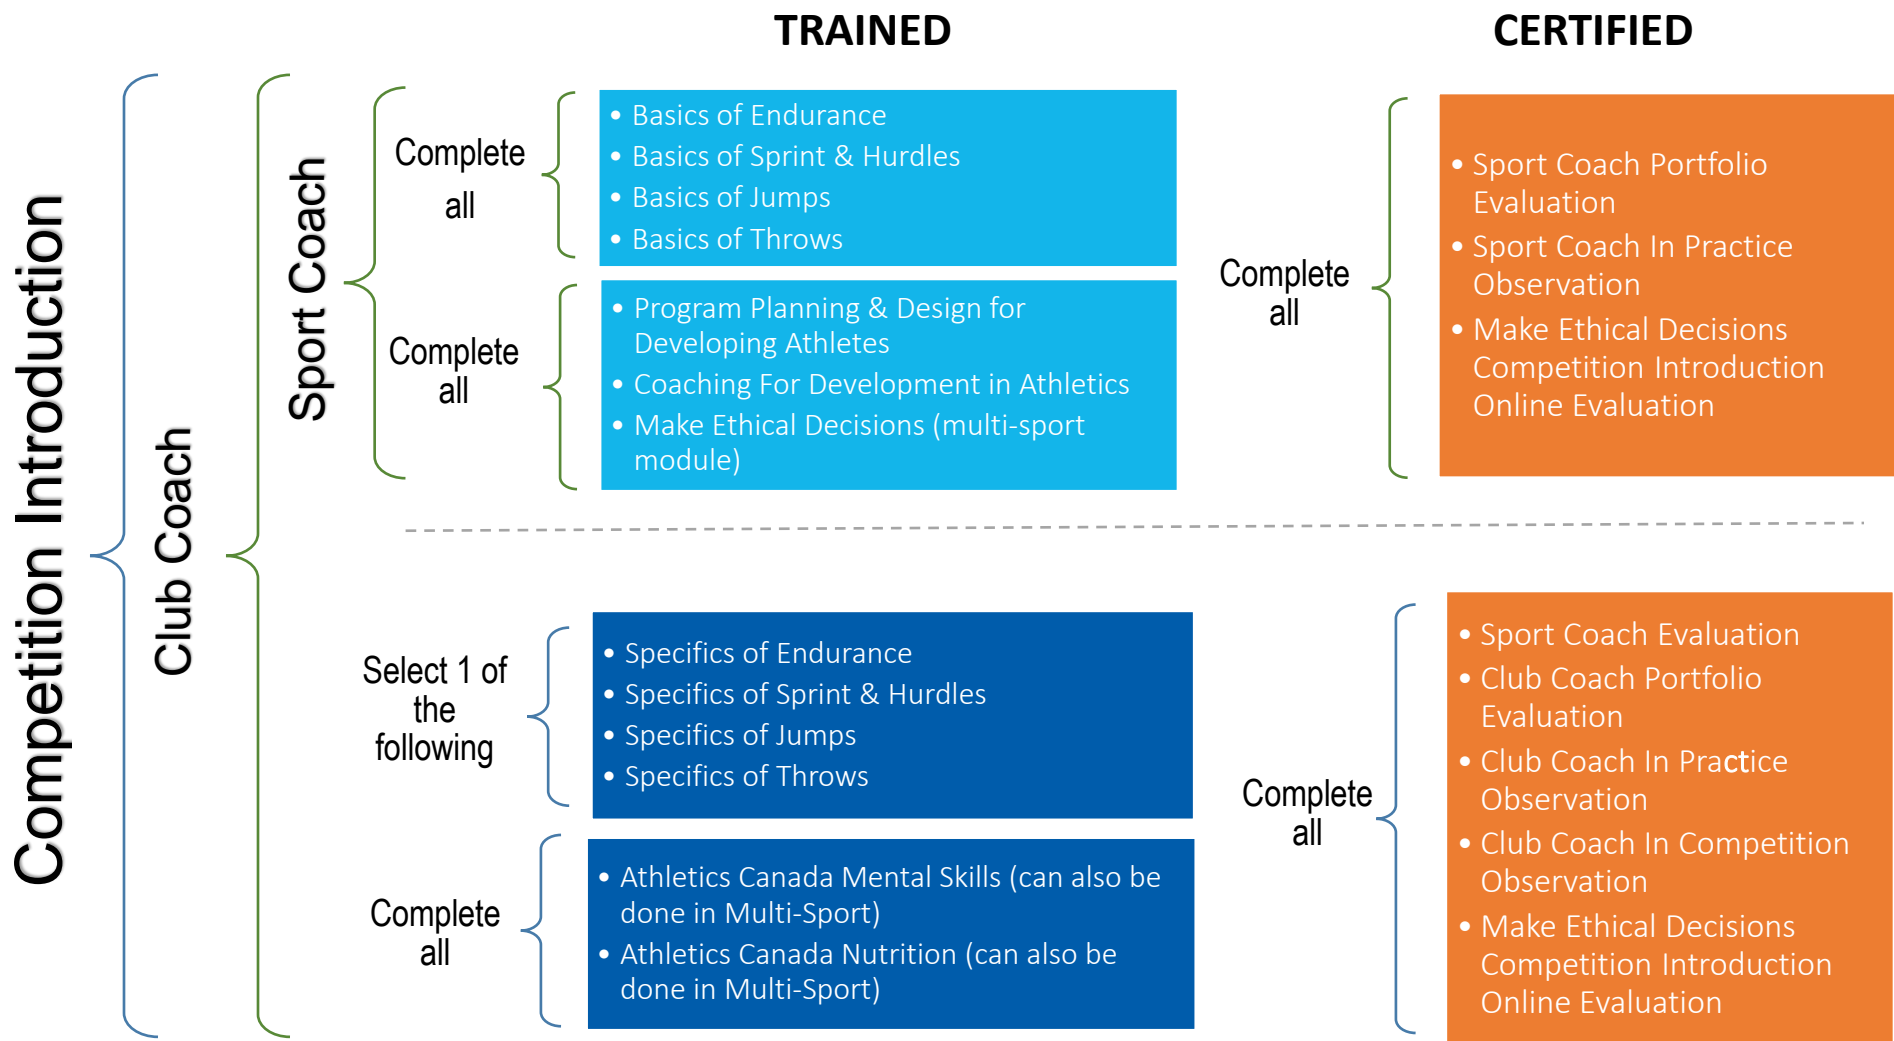 TRAINED
CERTIFIED
Competition Introduction
Club Coach
Sport Coach
Complete
all
• Basics of Endurance
• Basics of Sprint & Hurdles
• Basics of Jumps
• Basics of Throws
Complete
all
• Program Planning & Design for
Developing Athletes
• Coaching For Development in Athletics
• Make Ethical Decisions (multi-sport
module)
Complete
all
• Sport Coach Portfolio
Evaluation
• Sport Coach In Practice
Observation
• Make Ethical Decisions
Competition Introduction
Online Evaluation
Select 1 of
the
following
• Specifics of Endurance
• Specifics of Sprint & Hurdles
• Specifics of Jumps
• Specifics of Throws
Complete
all
• Athletics Canada Mental Skills (can also be
done in Multi-Sport)
• Athletics Canada Nutrition (can also be
done in Multi-Sport)
Complete
all
• Sport Coach Evaluation
• Club Coach Portfolio
Evaluation
• Club Coach In Practice
Observation
• Club Coach In Competition
Observation
• Make Ethical Decisions
Competition Introduction
Online Evaluation